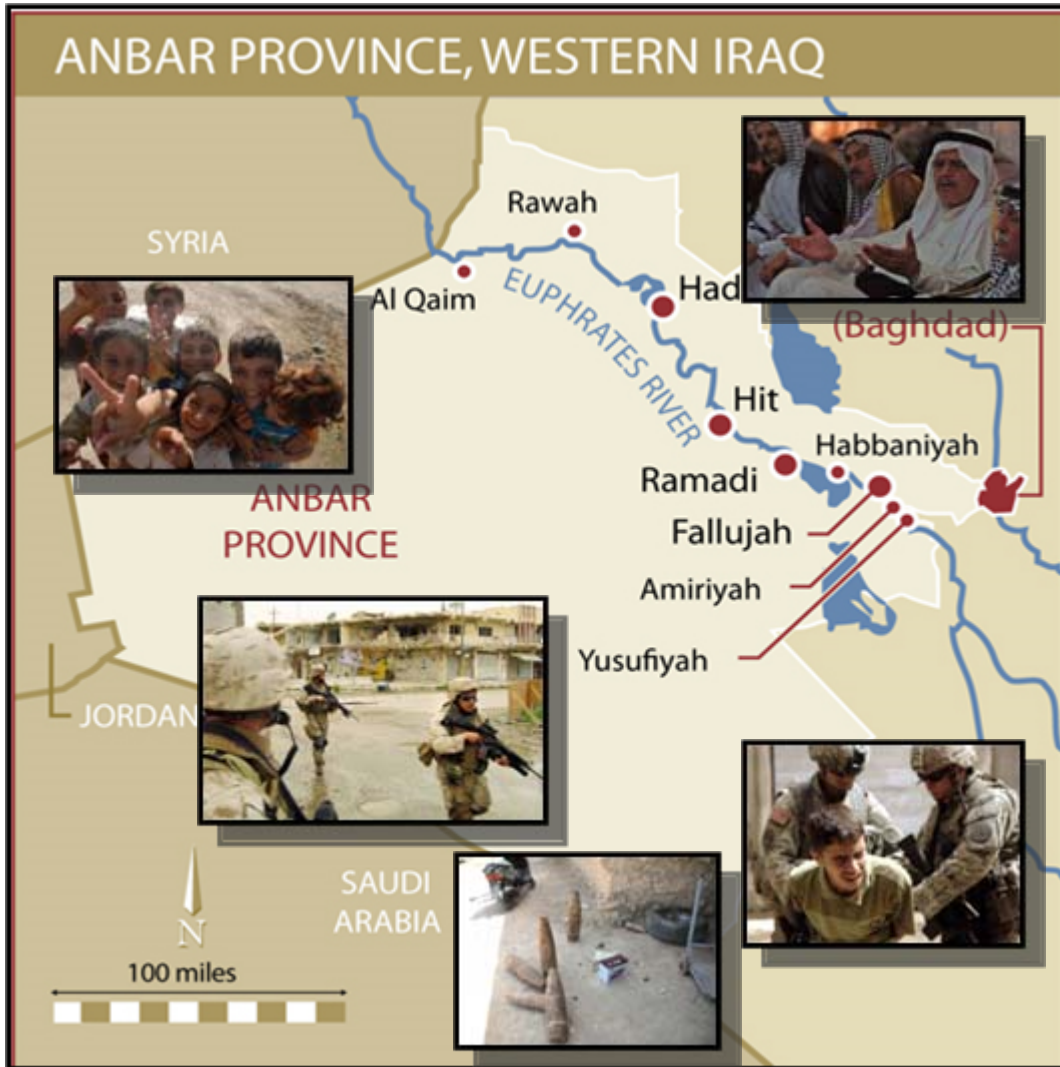 ANBAR PROVINCE, WESTERN IRAQ
SYRIA
Rawah
Al Qaim
EUPHRATES RIVER
Had
(Baghdad)
Hit
Habbaniyah
Ramadi
ANBAR
PROVINCE
Fallujah
Amiriyah
Yusufiyah
JORDAN
SAUDI
ARABIA
N
100 miles